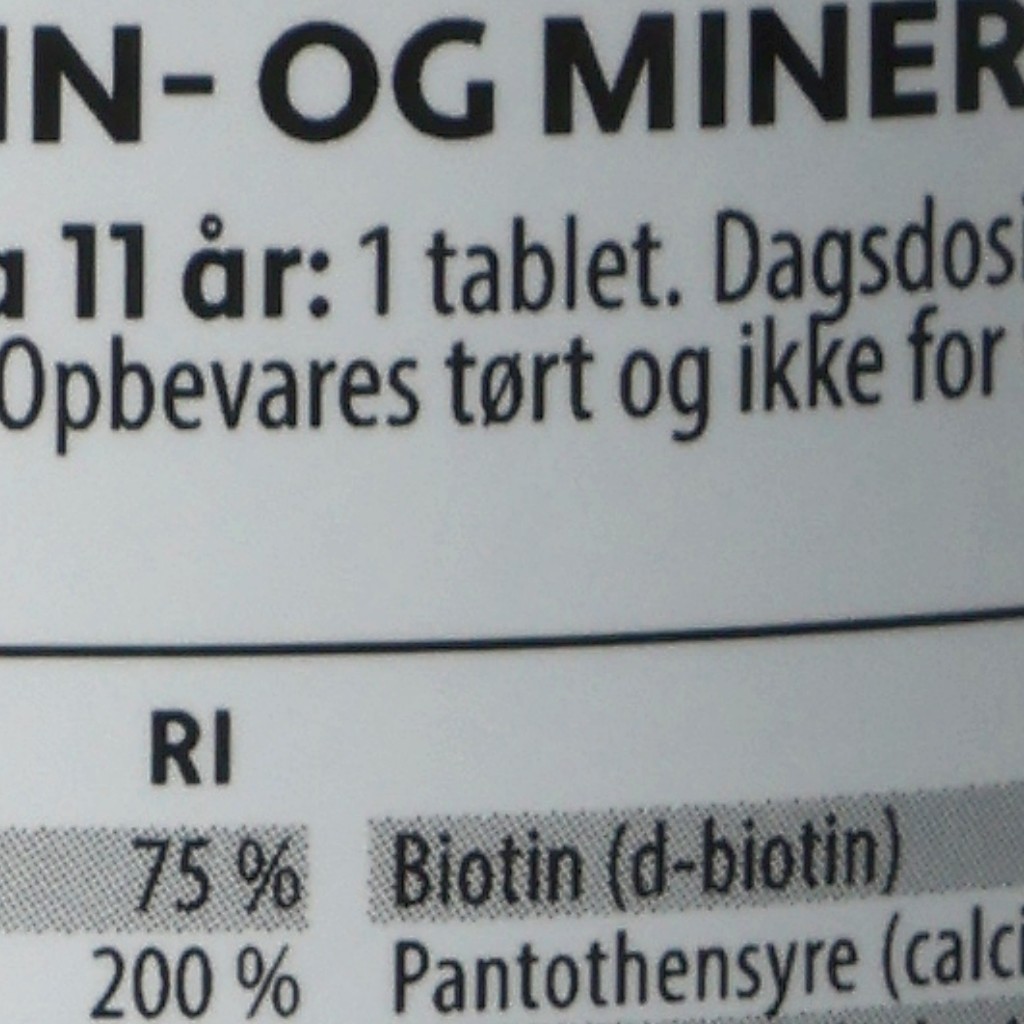 IN- OG MINER
a 11 år: 1 tablet. Dagsdosi
Opbevares tørt og ikke for
RI
75 % Biotin (d-biotin)
200 % Pantothensyre (calci